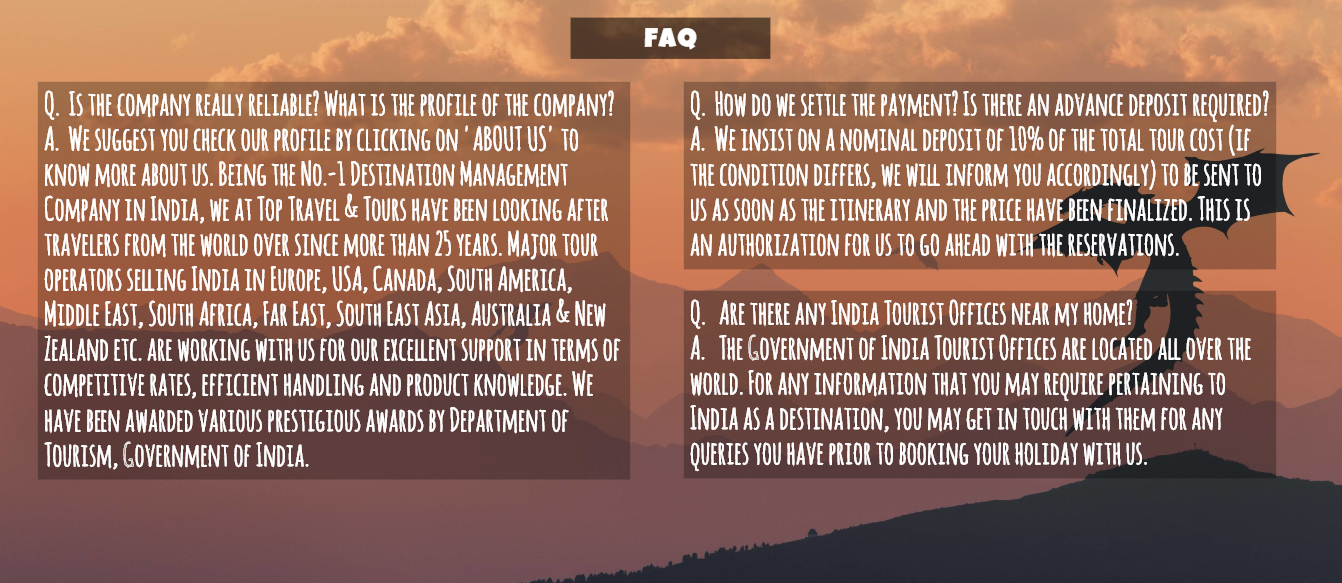 FAQ
Q. Is the company really reliable? What is the profile of the company?
A. We suggest you check our profile by clicking on 'ABOUT US' to
know more about us. Being the No.-1 Destination Management
Company in India, we at Top Travel & Tours have been looking after
travelers from the world over since more than 25 years. Major tour
operators selling India in Europe, USA, Canada, South America,
Middle East, South Africa, Far East, South East Asia, Australia & New
Zealand etc. are working with us for our excellent support in terms of
competitive rates, efficient handling and product knowledge. We
have been awarded various prestigious awards by Department of
Tourism, Government of India.
Q. How do we settle the payment? Is there an advance deposit required?
A. We insist on a nominal deposit of 10% of the total tour cost (if
the condition differs, we will inform you accordingly) to be sent to
us as soon as the itinerary and the price have been finalized. This is
an authorization for us to go ahead with the reservations.
Q. Are there any India Tourist Offices near my home?
A. The Government of India Tourist Offices are located all over the
world. For any information that you may require pertaining to
India as a destination, you may get in touch with them for any
queries you have prior to booking your holiday with us.